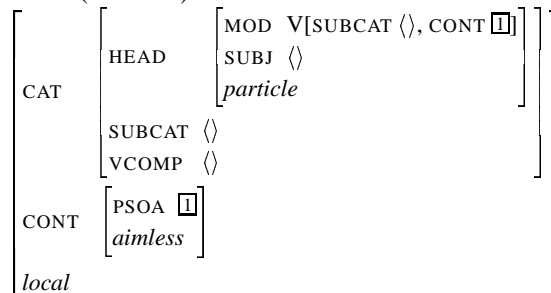 MOD V[SUBCAT ⟨⟩, CONT 1]
HEAD SUBJ ⟨⟩
particle
CAT
SUBCAT ⟨⟩
VCOMP ⟨⟩
PSOA 1
CONT
aimless
local